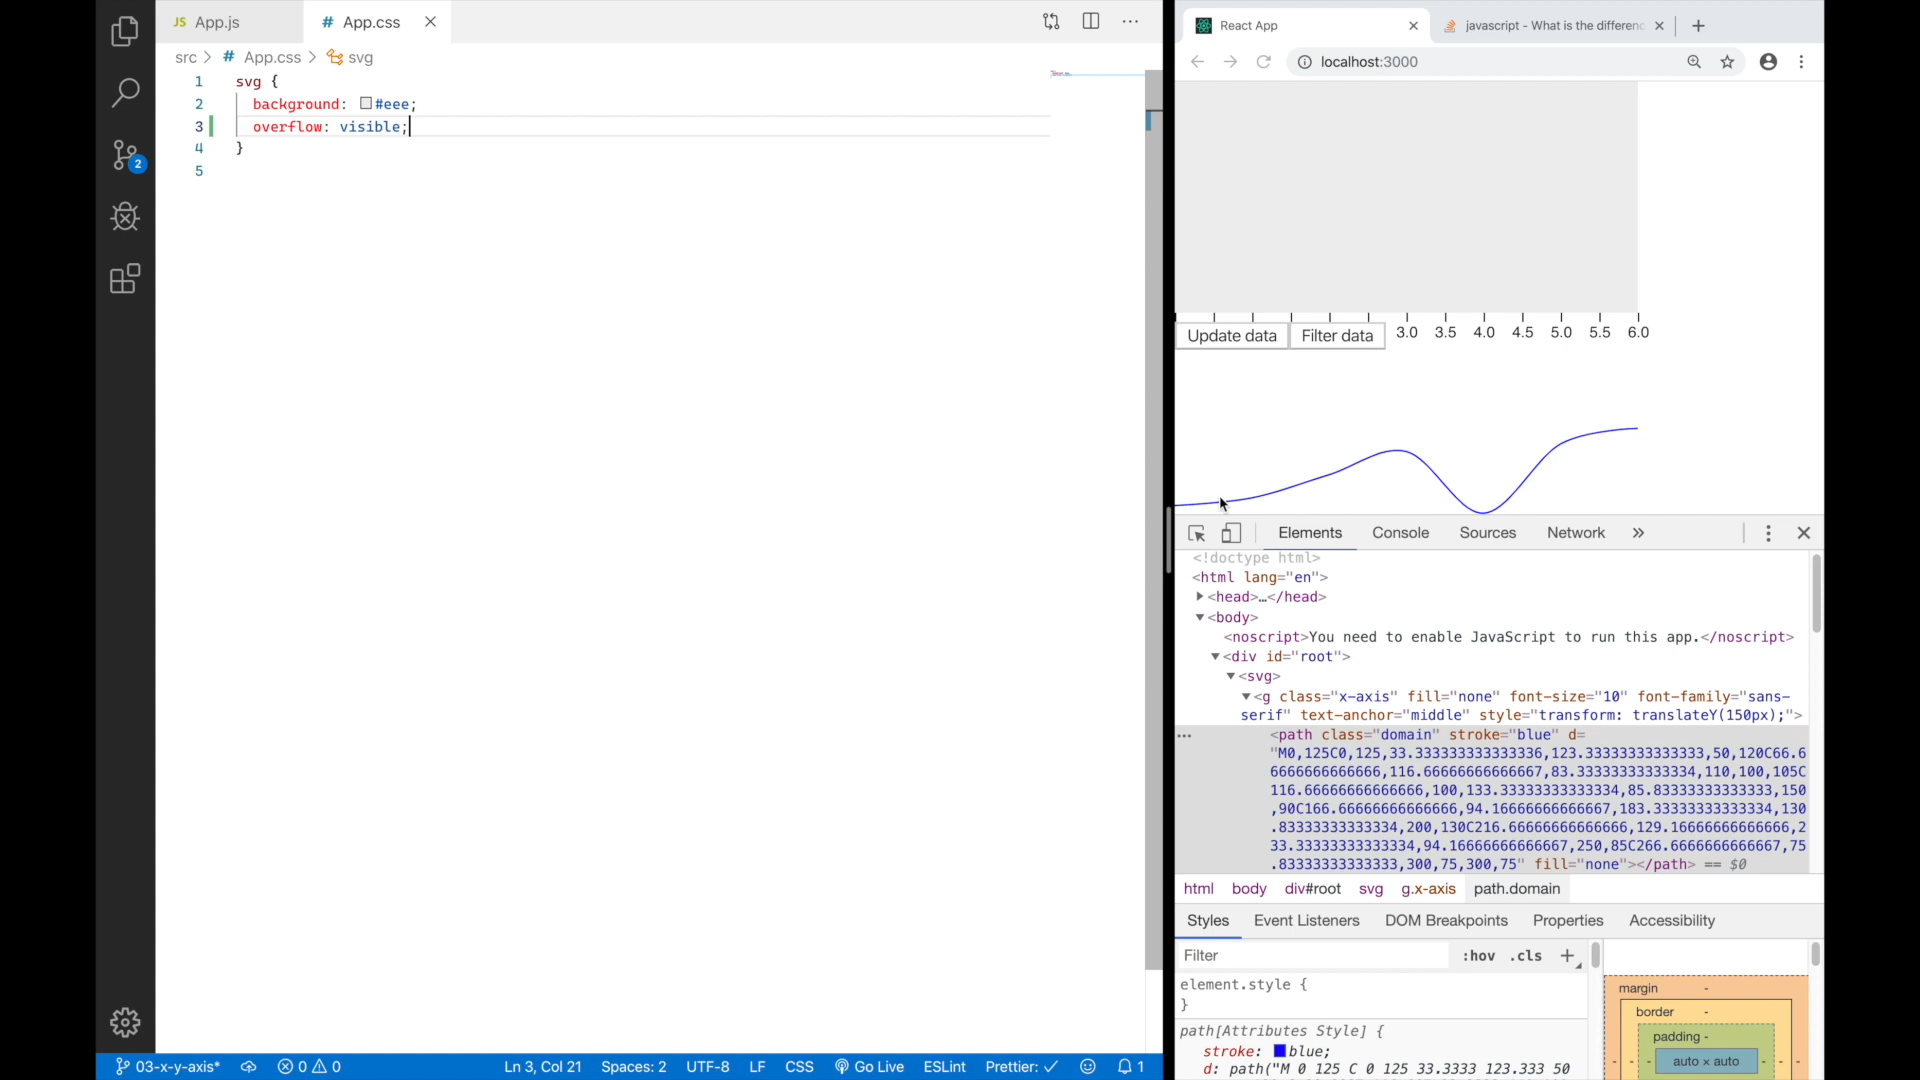 JS App.js
# App.css
src > # App.css > svg
1 svg {
2 background: #eee;
3 overflow: visible;
4 }
5
React App
javascript - What is the differenc
localhost:3000
Update data Filter data 3.0 3.5 4.0 4.5 5.0 5.5 6.0
Elements Console Sources Network »
<!doctype html>
<html lang="en">
<head>…</head>
<body>
<noscript>You need to enable JavaScript to run this app.</noscript>
<div id="root">
<svg>
<g class="x-axis" fill="none" font-size="10" font-family="sans-
serif" text-anchor="middle" style="transform: translateY(150px);">
<path class="domain" stroke="blue" d=
"M0,125C0,125,33.333333333333336,123.33333333333333,50,120C66.6
6666666666666,116.66666666666667,83.33333333333334,110,100,105C
116.66666666666666,100,133.33333333333334,85.83333333333333,150
,90C166.66666666666666,94.16666666666667,183.33333333333334,130
.83333333333334,200,130C216.66666666666666,129.16666666666666,2
33.33333333333334,94.16666666666667,250,85C266.6666666666667,75
.83333333333333,300,75,300,75" fill="none"></path> == $0
html body div#root svg g.x-axis path.domain
Styles Event Listeners DOM Breakpoints Properties Accessibility
Filter :hov .cls +
element.style {
}
path[Attributes Style] {
stroke: blue;
d: path("M 0 125 C 0 125 33.3333 123.333 50
margin -
border -
padding -
- - - auto × auto - - -
2
03-x-y-axis* 0 0 Ln 3, Col 21 Spaces: 2 UTF-8 LF CSS Go Live ESLint Prettier: ✓ 1